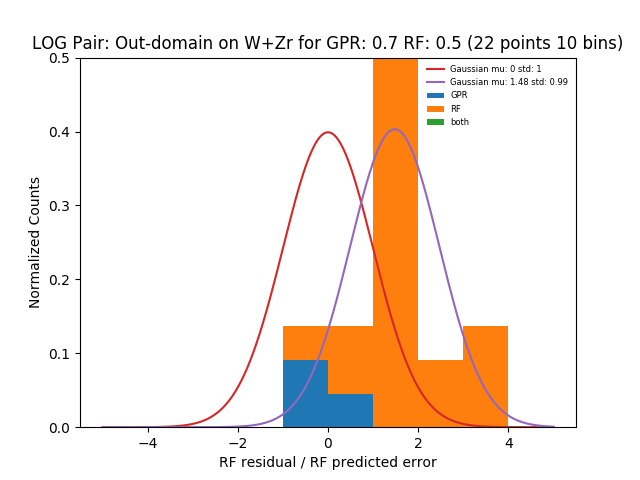 LOG Pair: Out-domain on W+Zr for GPR: 0.7 RF: 0.5 (22 points 10 bins)
0.5
0.4
0.3
0.2
0.1
0.0
Normalized Counts
Gaussian mu: 0 std: 1
Gaussian mu: 1.48 std: 0.99
GPR
RF
both
−4
−2
0
2
4
RF residual / RF predicted error